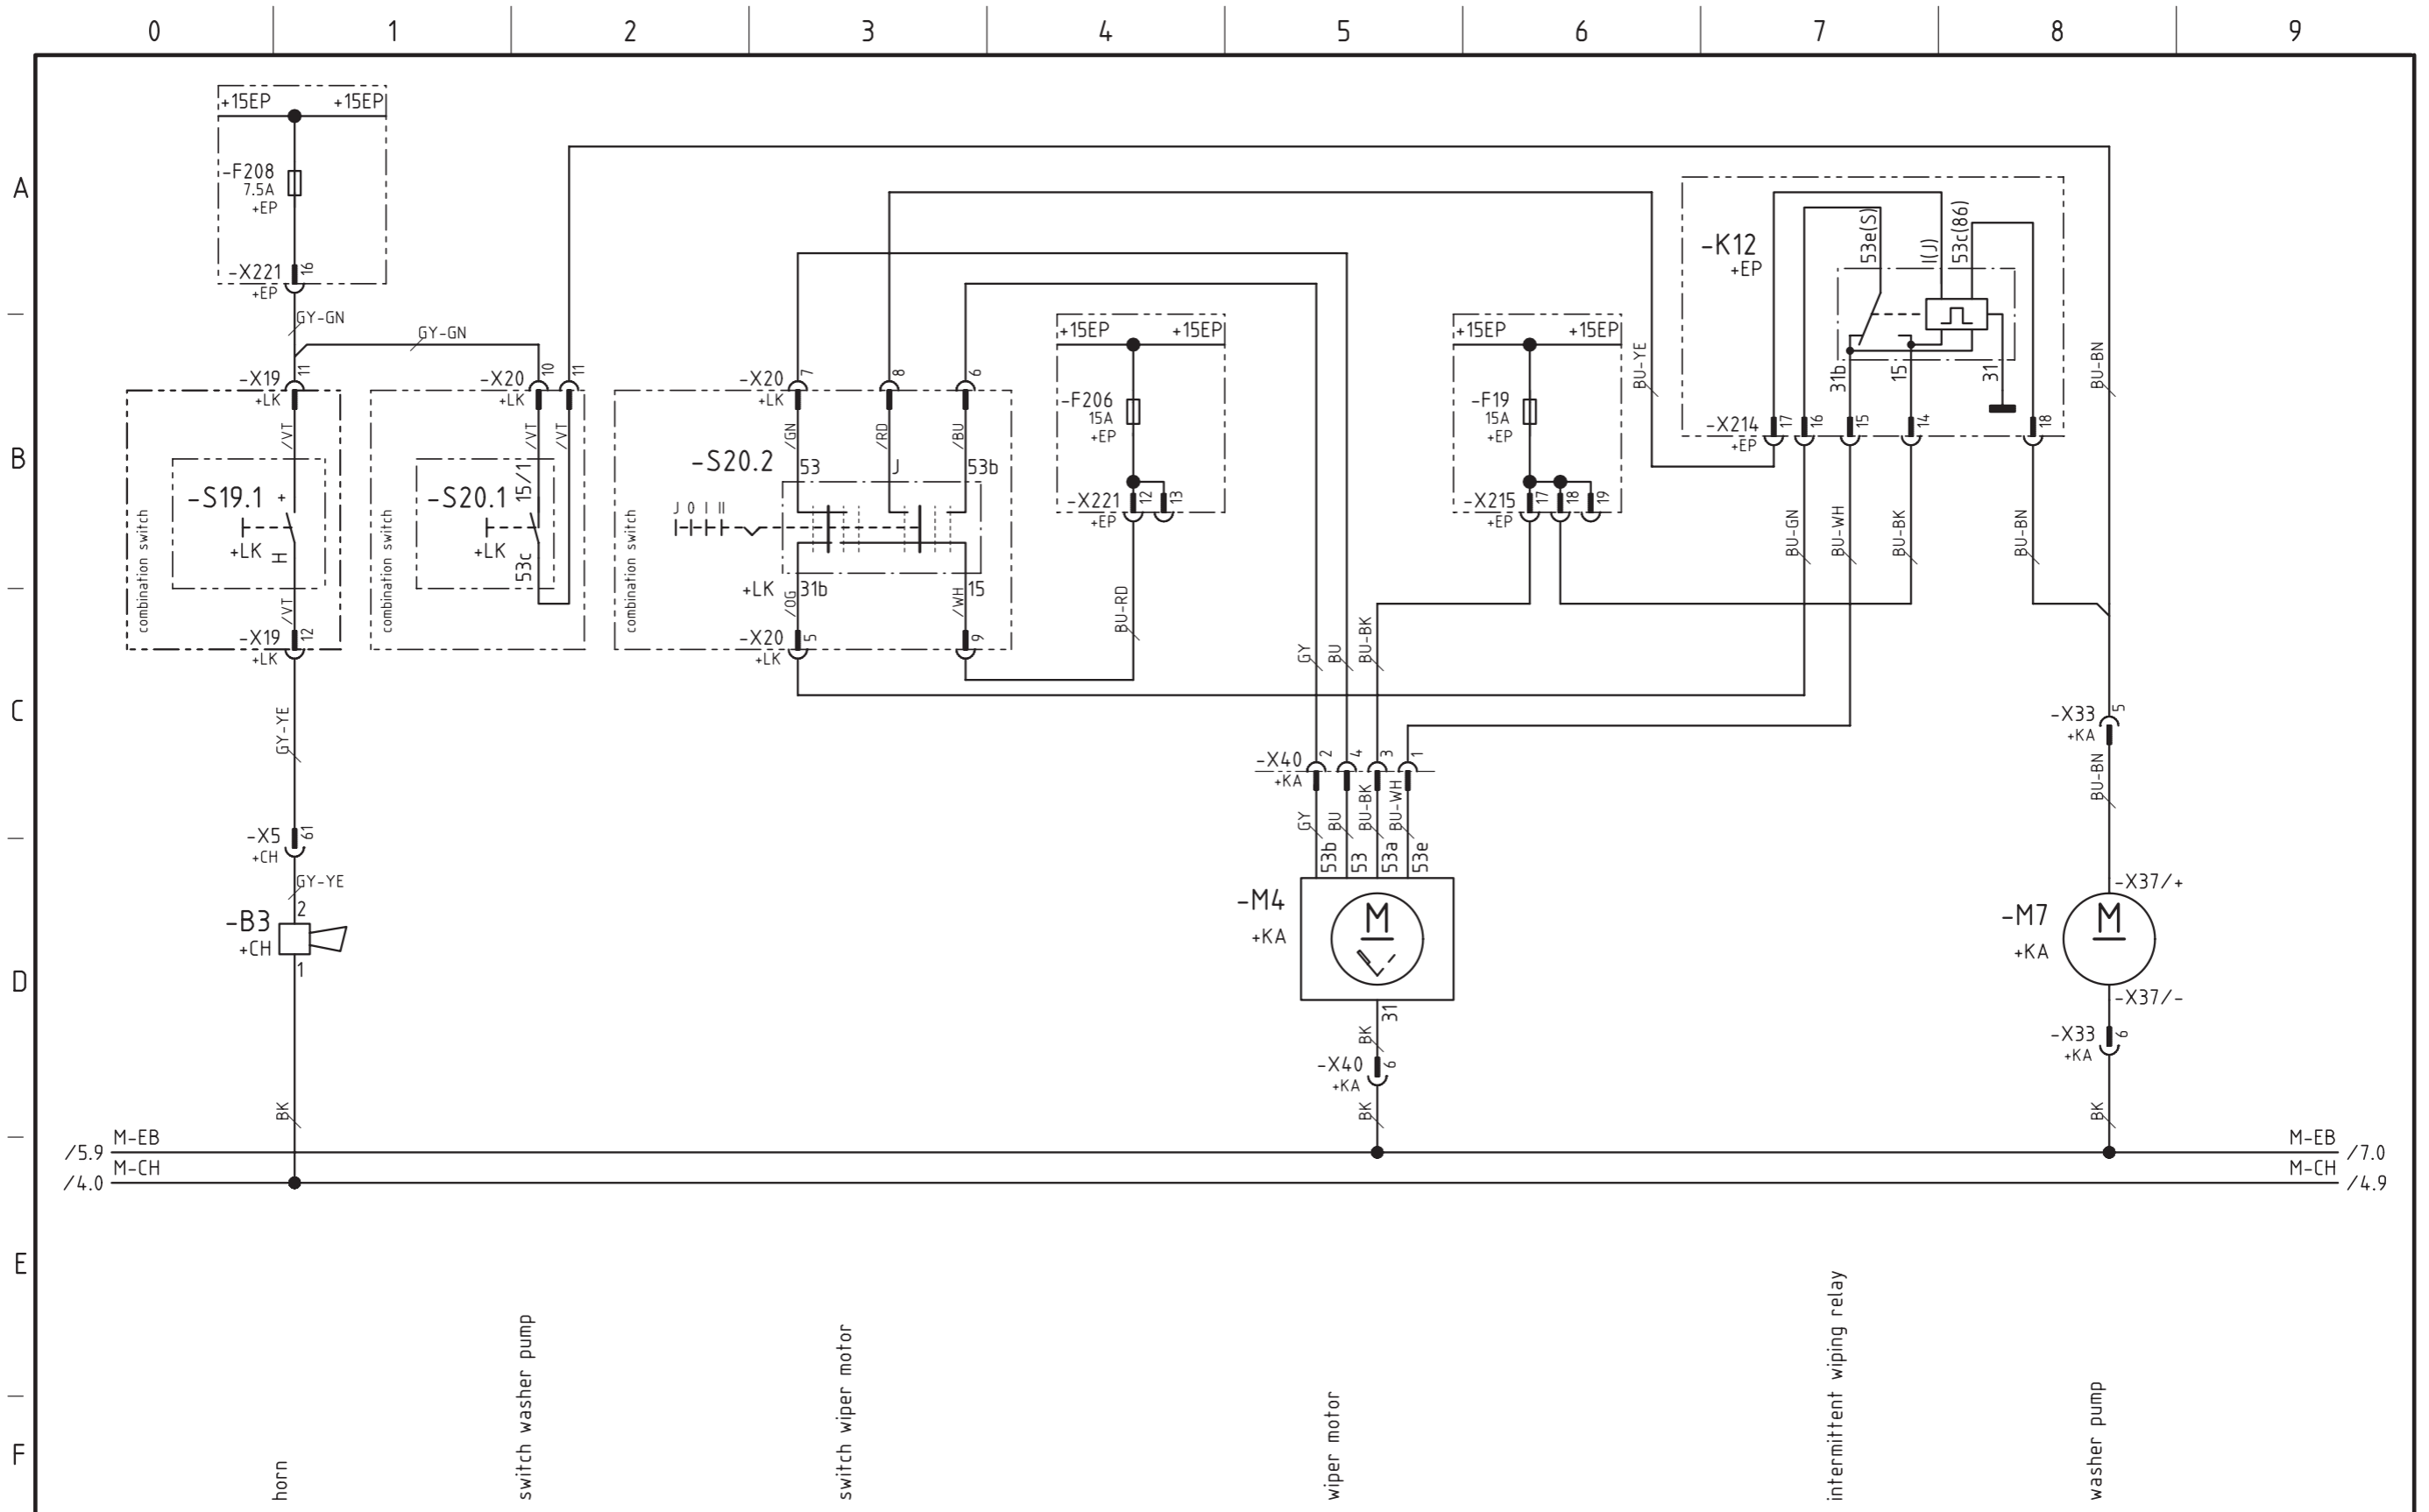 0 1 2 3 4 5 6 7 8 9
A
B
C
D
E
F
+15EP +15EP
-F208
7.5A
+EP
-X221 16
+EP
GY-GN
GY-GN
-X19 11
+LK
/VT
combination switch
-S19.1 +
+LK H
/VT
-X19 12
+LK
GY-YE
-X5 61
+CH
GY-YE
2
-B3
+CH
1
BK
-X20 10 11
+LK
/VT /VT
combination switch
-S20.1 15/1
+LK 53c
-X20 7 8 6
+LK
/GN /RD /BU
combination switch
-S20.2 53 J 53b
J 0 I II
+LK 31b 15
/OG /WH
-X20 5 9
+LK
+15EP +15EP
-F206
15A
+EP
-X221 12 13
+EP
BU-RD
+15EP +15EP
-F19
15A
+EP
-X215 17 18 19
+EP
BU-YE
-K12
+EP
53e(S) I(J) 53c(86)
31b 15 31
-X214 17 16 15 14 18
+EP
BU-GN BU-WH BU-BK BU-BN
BU-BN
GY BU BU-BK
-X40 2 4 3 1
+KA
GY BU BU-BK BU-WH
53b 53 53a 53e
-M4
+KA
M
31
BK
-X40 6
+KA
BK
-X33 5
+KA
BU-BN
-X37/+
-M7
+KA
M
-X37/-
-X33 6
+KA
BK
/5.9 M-EB M-EB /7.0
/4.0 M-CH M-CH /4.9
horn
switch washer pump
switch wiper motor
wiper motor
intermittent wiping relay
washer pump